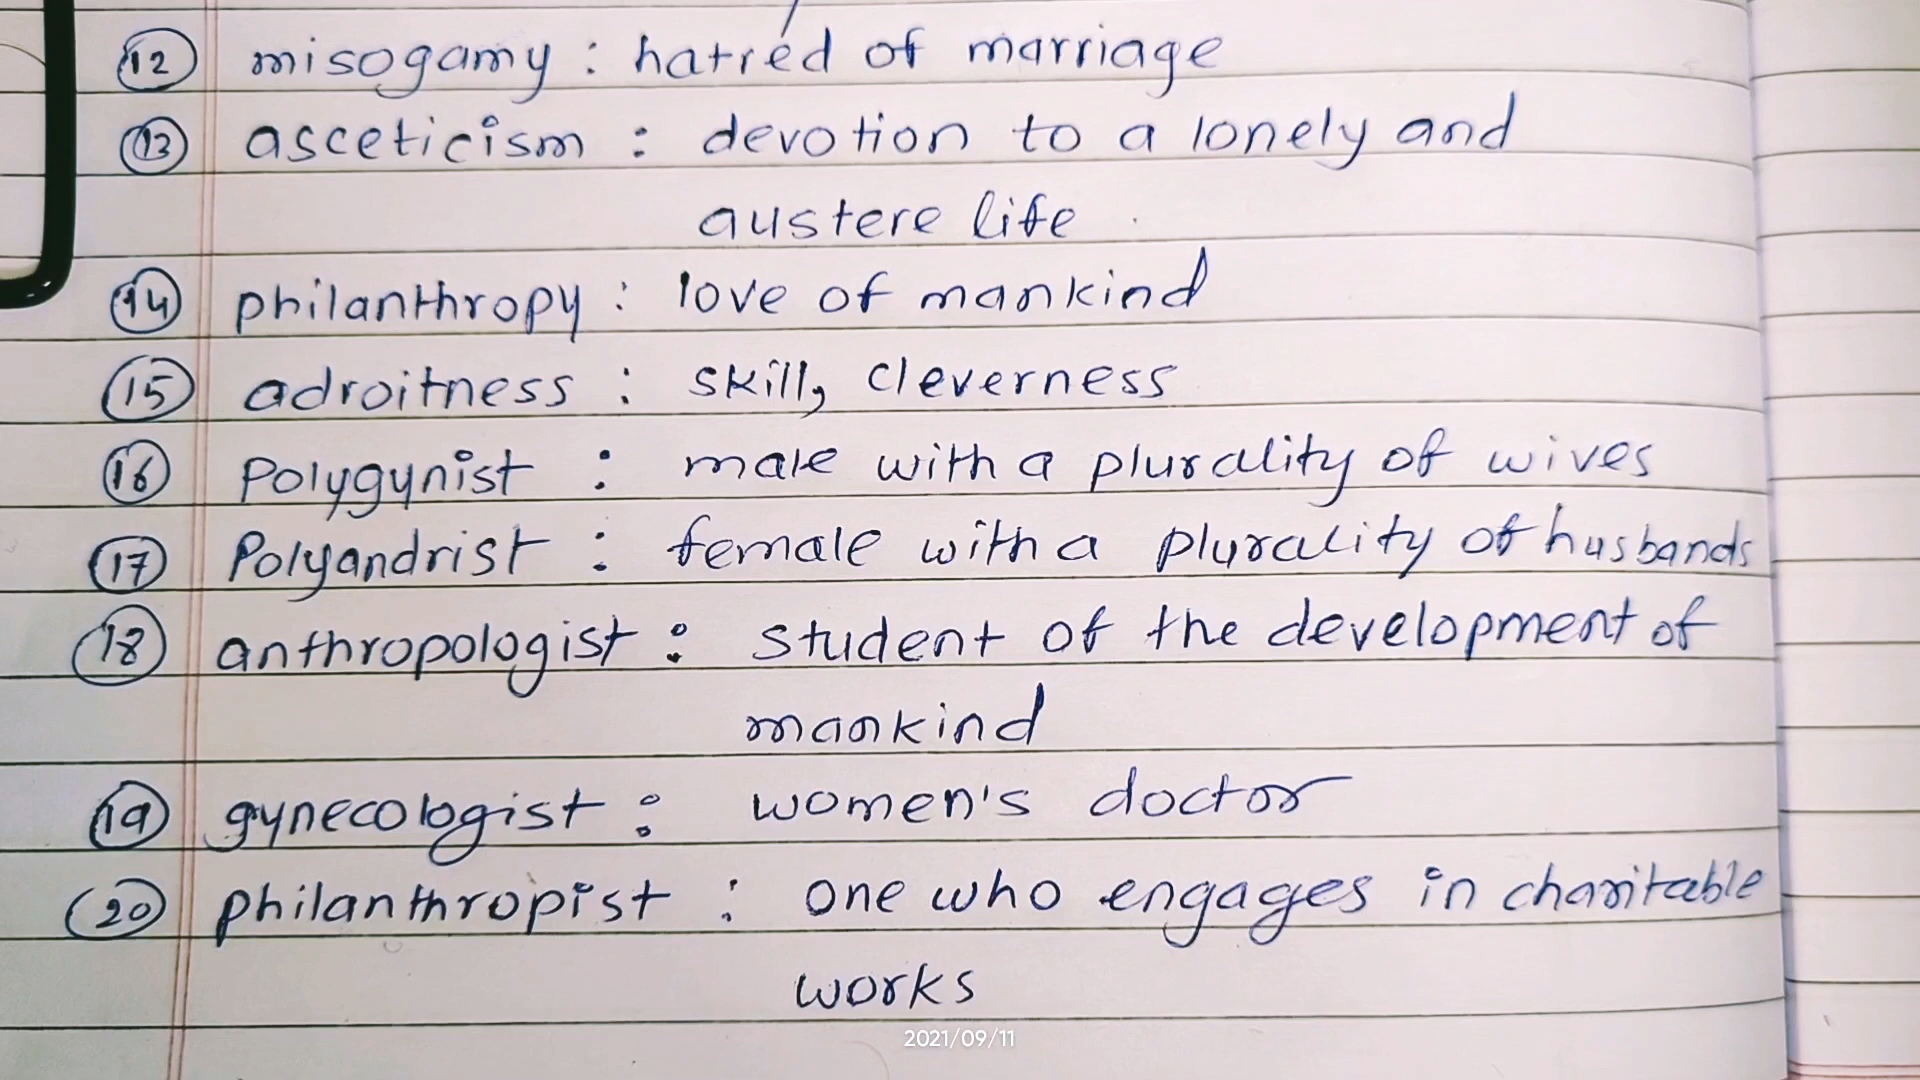 12 misogamy : hatred of marriage
13 asceticism : devotion to a lonely and
austere life
14 philanthropy : love of mankind
15 adroitness : skill, cleverness
16 Polygynist : male with a plurality of wives
17 Polyandrist : female with a plurality of husbands
18 anthropologist : student of the development of
mankind
19 gynecologist : women's doctor
20 philanthropist : one who engages in charitable
works
2021/09/11